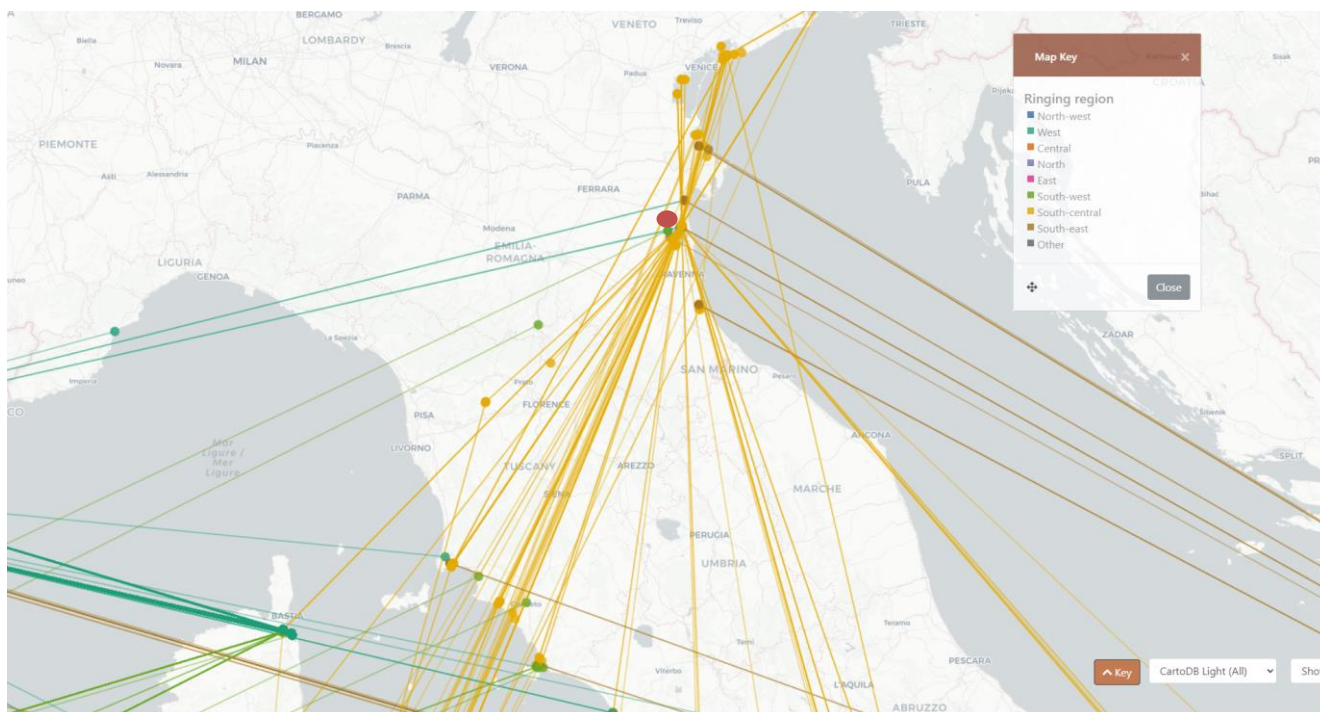 BERGAMO
Biella
LOMBARDY
Brescia
VENETO
Treviso
TRIESTE
Novara
MILAN
VERONA
Padua
VENICE
Map Key
×
Sisak
CROATIA
Ringing region
North-west
West
Central
North
East
South-west
South-central
South-east
Other
Close
PIEMONTE
Piacenza
Asti
Alessandria
PARMA
FERRARA
PULA
Bihać
Modena
EMILIA-
ROMAGNA
LIGURIA
GENOA
RAVENNA
ZADAR
La Spezia
Imperia
Prato
SAN MARINO
Pesaro
FLORENCE
PISA
Šibenik
ANCONA
LIVORNO
Mar
Ligure /
Mer
Ligure
TUSCANY
AREZZO
SPLIT
SIENA
MARCHE
PERUGIA
UMBRIA
BASTIA
Teramo
Terni
Viterbo
PESCARA
L'AQUILA
ABRUZZO
Key
CartoDB Light (All)